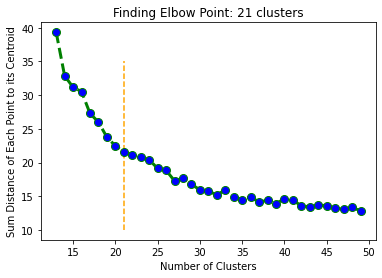 Finding Elbow Point: 21 clusters
Sum Distance of Each Point to its Centroid
40
35
30
25
20
15
10
15 20 25 30 35 40 45 50
Number of Clusters